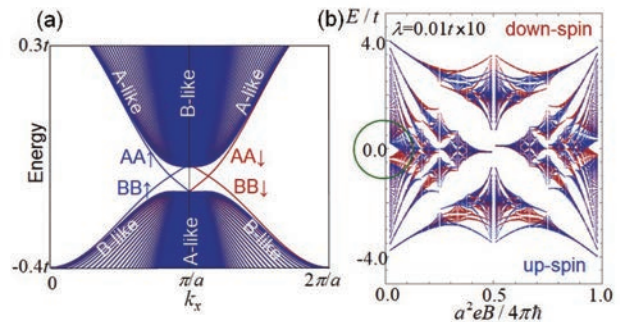 (a)
0.3t
Energy
-0.4t
A-like
B-like
A-like
AA↑
AA↓
BB↑
BB↓
B-like
A-like
B-like
0
π/a
2π/a
k_x
(b)
E / t
λ=0.01t×10
down-spin
4.0
0.0
-4.0
up-spin
0.0
0.5
1.0
a²eB / 4πħ